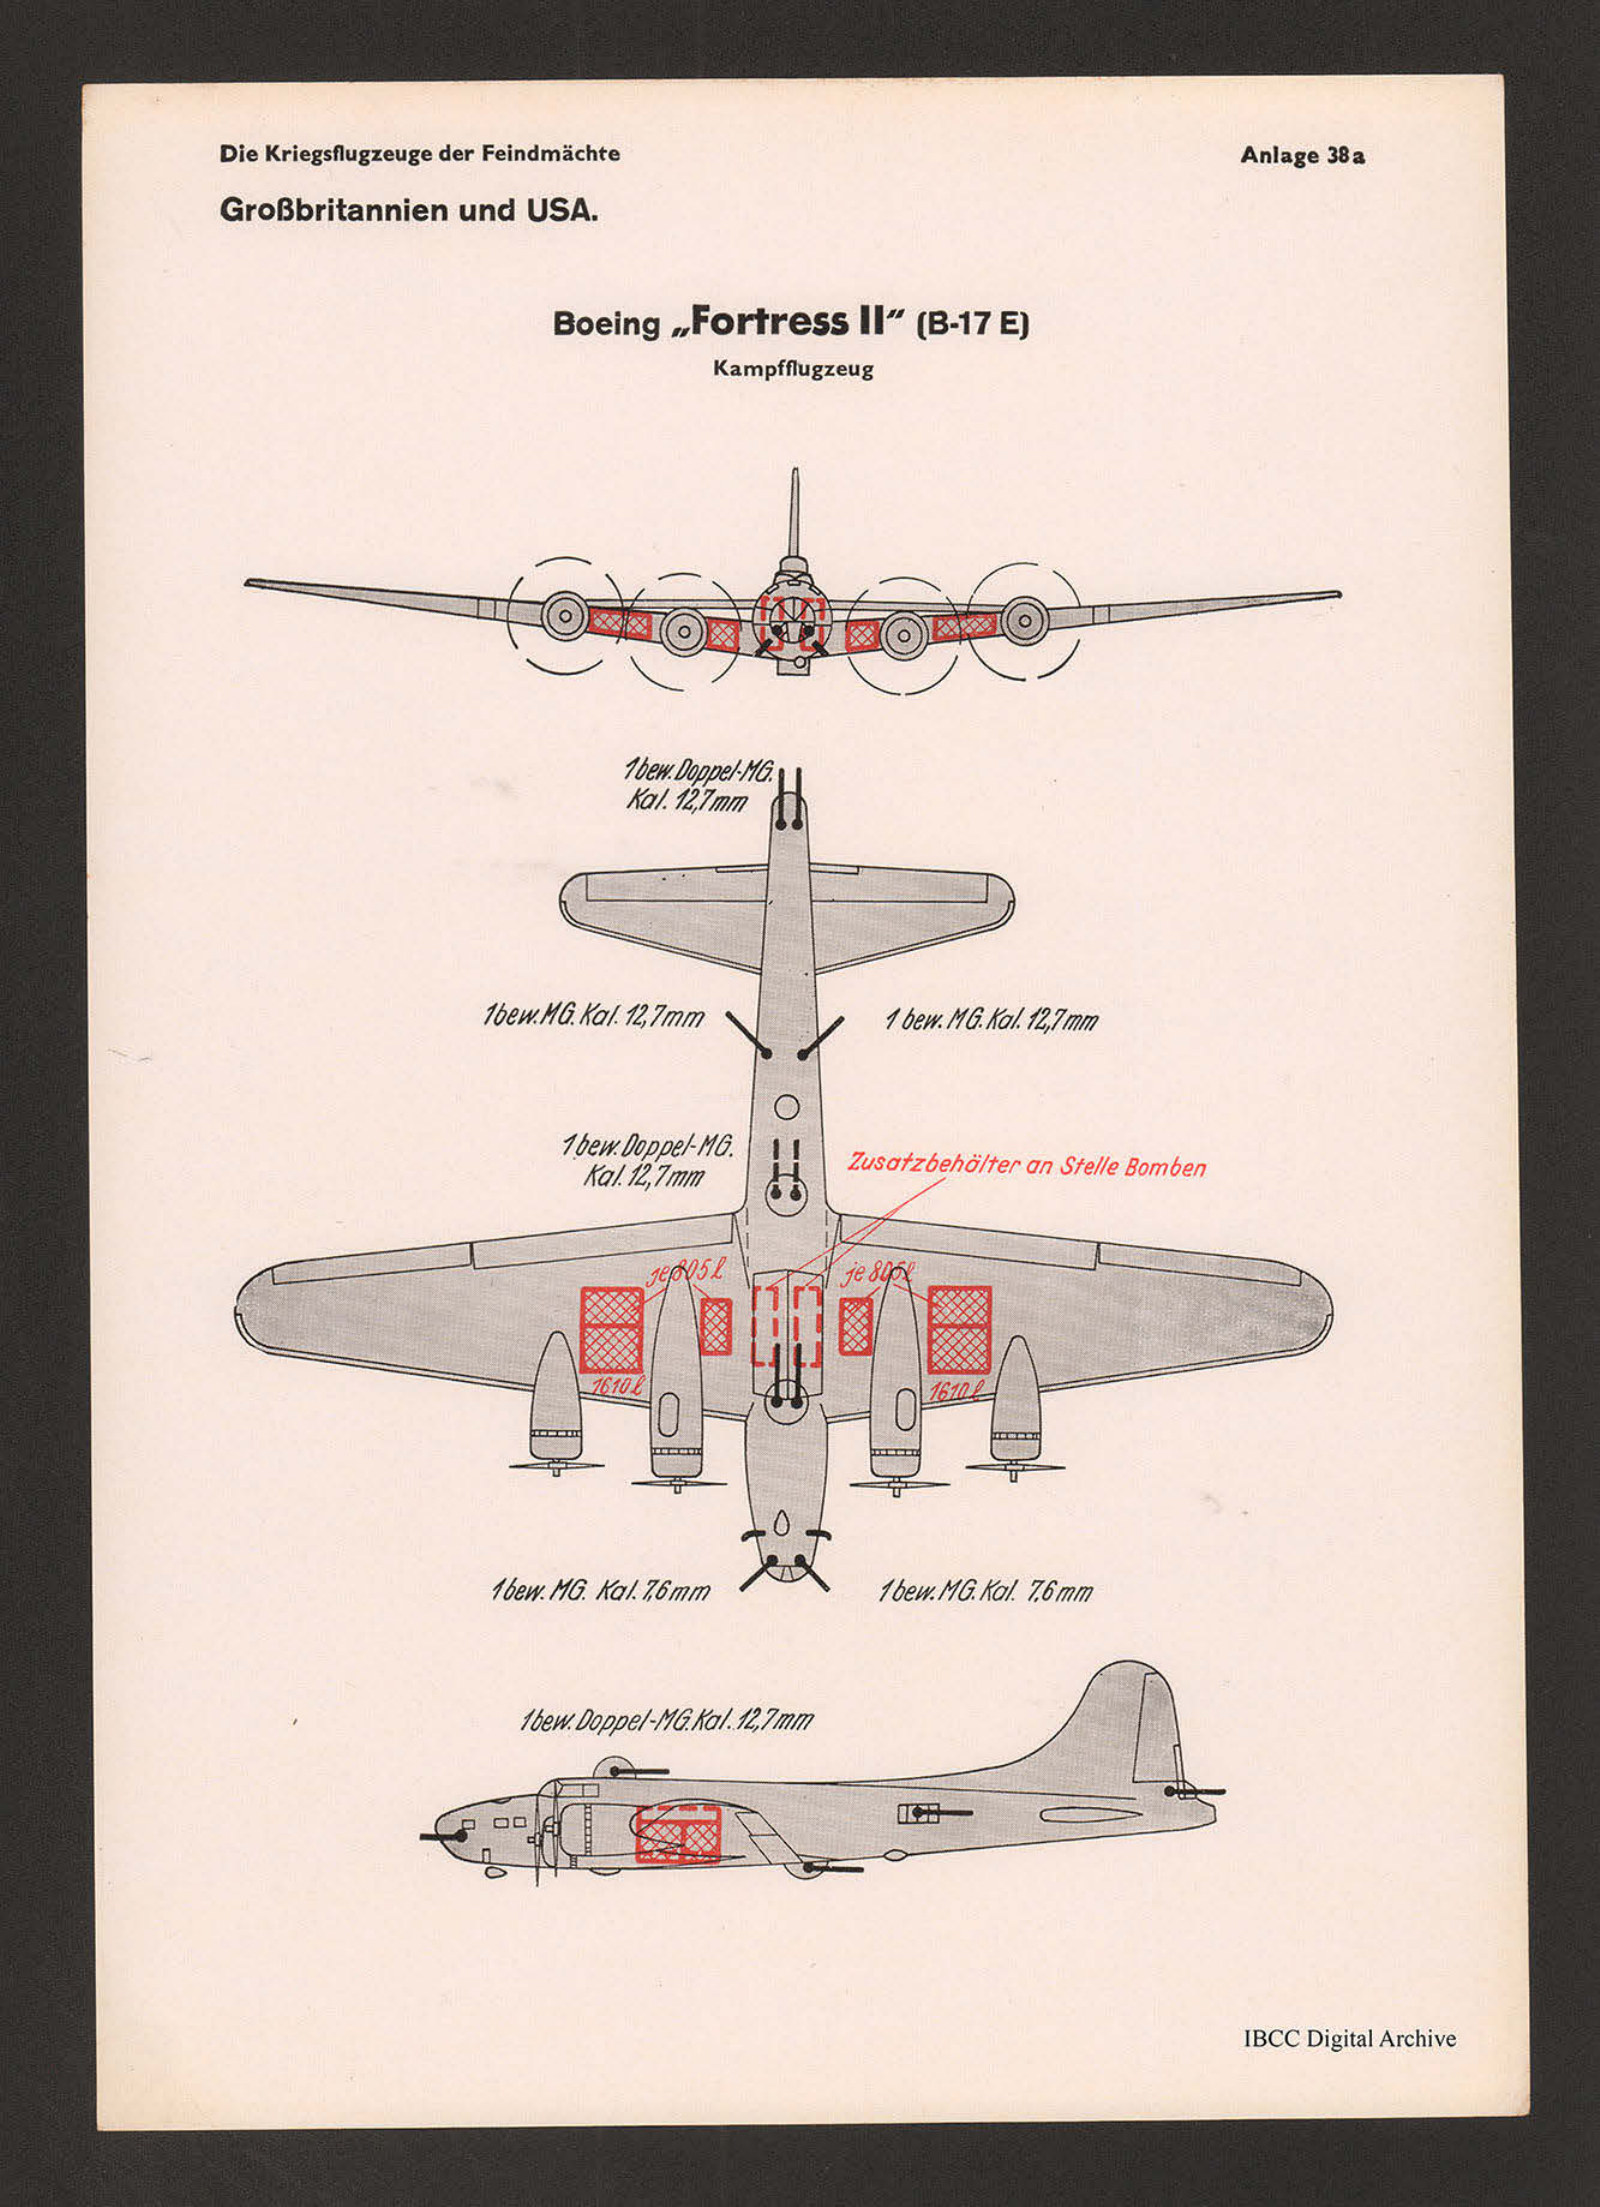 Die Kriegsflugzeuge der Feindmächte
Anlage 38a
Großbritannien und USA.
Boeing „Fortress II“ (B-17 E)
Kampfflugzeug
1 bew. Doppel-MG.
Kal. 12,7mm
1 bew. MG. Kal. 12,7mm
1 bew. MG. Kal. 12,7mm
1 bew. Doppel-MG.
Kal. 12,7mm
Zusatzbehälter an Stelle Bomben
je 805 l
je 805 l
1610 l
1610 l
1 bew. MG. Kal. 7,6mm
1 bew. MG. Kal. 7,6mm
1 bew. Doppel-MG. Kal. 12,7mm
IBCC Digital Archive